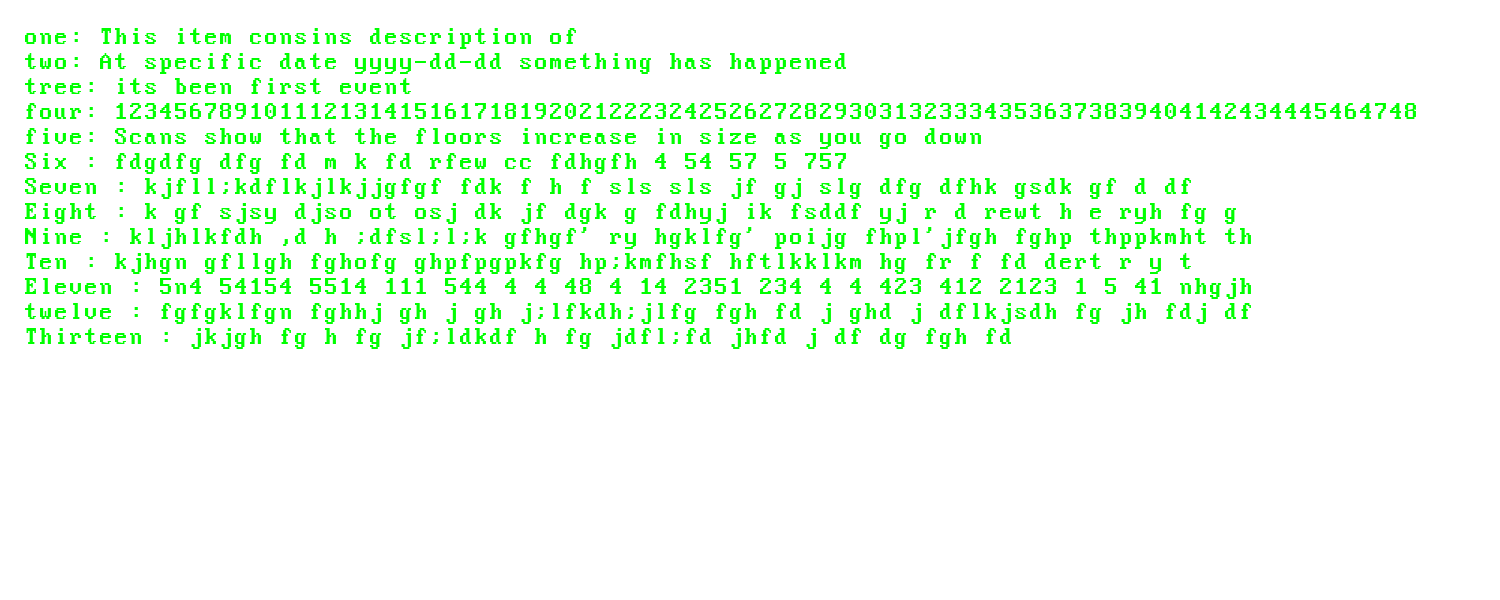 one: This item consins description of
two: At specific date yyyy-dd-dd something has happened
tree: its been first event
four: 123456789101112131415161718192021222324252627282930313233343536373839404142434445464748
five: Scans show that the floors increase in size as you go down
Six : fdgdfg dfg fd m k fd rfew cc fdhgfh 4 54 57 5 757
Seven : kjfll;kdflkjlkjjgfgf fdk f h f sls sls jf gj slg dfg dfhk gsdk gf d df
Eight : k gf sjsy djso ot osj dk jf dgk g fdhyj ik fsddf yj r d rewt h e ryh fg g
Nine : kljhlkfdh ,d h ;dfsl;l;k gfhgf' ry hgklfg' poijg fhpl'jfgh fghp thppkmht th
Ten : kjhgn gfllgh fghofg ghpfpgpkfg hp;kmfhsf hftlkklkm hg fr f fd dert r y t
Eleven : 5n4 54154 5514 111 544 4 4 48 4 14 2351 234 4 4 423 412 2123 1 5 41 nhgjh
twelve : fgfgklfgn fghhj gh j gh j;lfkdh;jlfg fgh fd j ghd j dflkjsdh fg jh fdj df
Thirteen : jkjgh fg h fg jf;ldkdf h fg jdfl;fd jhfd j df dg fgh fd